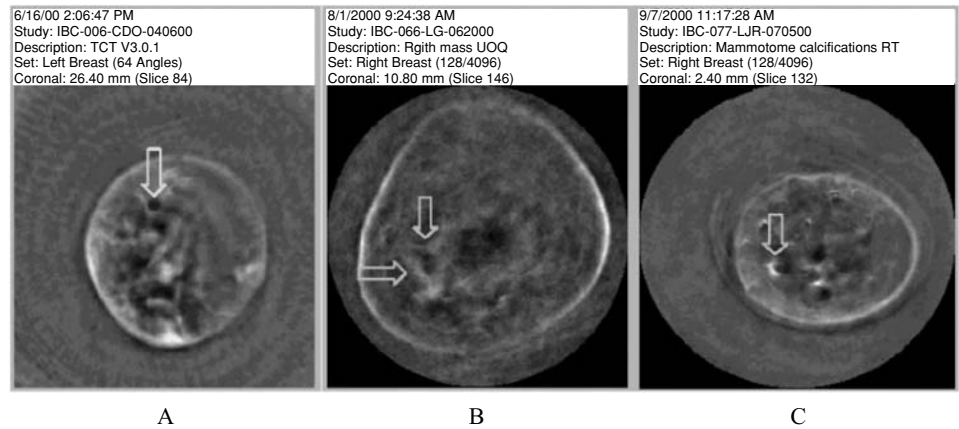 6/16/00 2:06:47 PM
Study: IBC-006-CDO-040600
Description: TCT V3.0.1
Set: Left Breast (64 Angles)
Coronal: 26.40 mm (Slice 84)
8/1/2000 9:24:38 AM
Study: IBC-066-LG-062000
Description: Rgith mass UOQ
Set: Right Breast (128/4096)
Coronal: 10.80 mm (Slice 146)
9/7/2000 11:17:28 AM
Study: IBC-077-LJR-070500
Description: Mammotome calcifications RT
Set: Right Breast (128/4096)
Coronal: 2.40 mm (Slice 132)
A
B
C